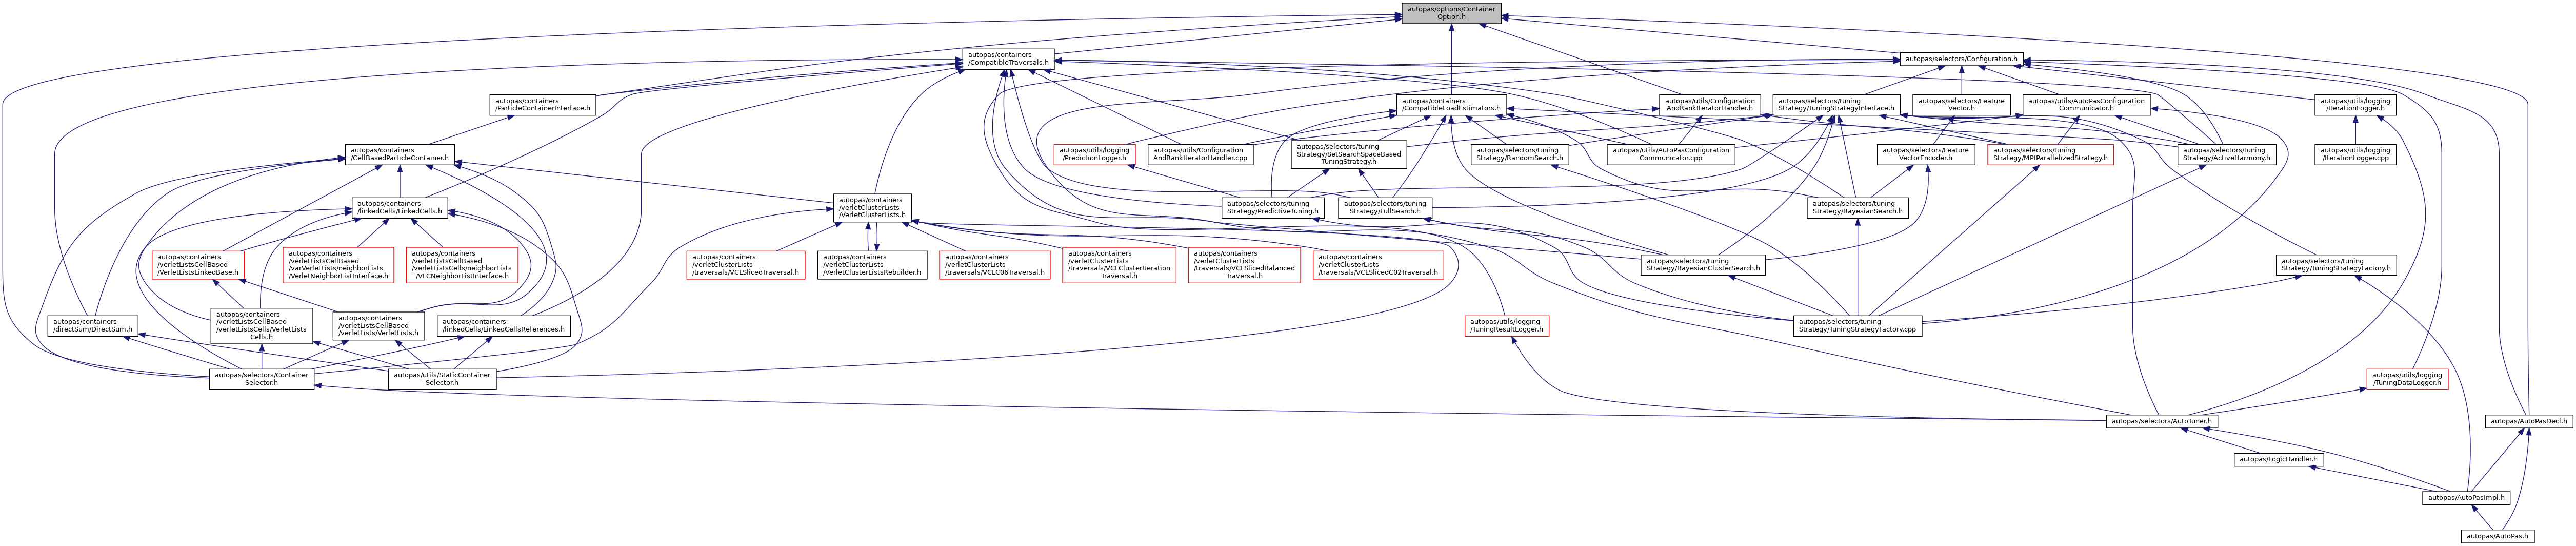 autopas/options/Container
Option.h
autopas/containers
/CompatibleTraversals.h
autopas/selectors/Configuration.h
autopas/containers
/ParticleContainerInterface.h
autopas/containers
/CompatibleLoadEstimators.h
autopas/utils/Configuration
AndRankIteratorHandler.h
autopas/selectors/tuning
Strategy/TuningStrategyInterface.h
autopas/selectors/Feature
Vector.h
autopas/utils/AutoPasConfiguration
Communicator.h
autopas/utils/logging
/IterationLogger.h
autopas/containers
/CellBasedParticleContainer.h
autopas/utils/logging
/PredictionLogger.h
autopas/utils/Configuration
AndRankIteratorHandler.cpp
autopas/selectors/tuning
Strategy/SetSearchSpaceBased
TuningStrategy.h
autopas/selectors/tuning
Strategy/RandomSearch.h
autopas/utils/AutoPasConfiguration
Communicator.cpp
autopas/selectors/Feature
VectorEncoder.h
autopas/selectors/tuning
Strategy/MPIParallelizedStrategy.h
autopas/selectors/tuning
Strategy/ActiveHarmony.h
autopas/utils/logging
/IterationLogger.cpp
autopas/containers
/linkedCells/LinkedCells.h
autopas/containers
/verletClusterLists
/VerletClusterLists.h
autopas/selectors/tuning
Strategy/PredictiveTuning.h
autopas/selectors/tuning
Strategy/FullSearch.h
autopas/selectors/tuning
Strategy/BayesianSearch.h
autopas/containers
/verletListsCellBased
/VerletListsLinkedBase.h
autopas/containers
/verletListsCellBased
/varVerletLists/neighborLists
/VerletNeighborListInterface.h
autopas/containers
/verletListsCellBased
/verletListsCells/neighborLists
/VLCNeighborListInterface.h
autopas/containers
/verletClusterLists
/traversals/VCLSlicedTraversal.h
autopas/containers
/verletClusterLists
/VerletClusterListsRebuilder.h
autopas/containers
/verletClusterLists
/traversals/VCLC06Traversal.h
autopas/containers
/verletClusterLists
/traversals/VCLClusterIteration
Traversal.h
autopas/containers
/verletClusterLists
/traversals/VCLSlicedBalanced
Traversal.h
autopas/containers
/verletClusterLists
/traversals/VCLSlicedC02Traversal.h
autopas/selectors/tuning
Strategy/BayesianClusterSearch.h
autopas/selectors/tuning
Strategy/TuningStrategyFactory.h
autopas/containers
/directSum/DirectSum.h
autopas/containers
/verletListsCellBased
/verletListsCells/VerletLists
Cells.h
autopas/containers
/verletListsCellBased
/verletLists/VerletLists.h
autopas/containers
/linkedCells/LinkedCellsReferences.h
autopas/utils/logging
/TuningResultLogger.h
autopas/selectors/tuning
Strategy/TuningStrategyFactory.cpp
autopas/selectors/Container
Selector.h
autopas/utils/StaticContainer
Selector.h
autopas/utils/logging
/TuningDataLogger.h
autopas/selectors/AutoTuner.h
autopas/AutoPasDecl.h
autopas/LogicHandler.h
autopas/AutoPasImpl.h
autopas/AutoPas.h